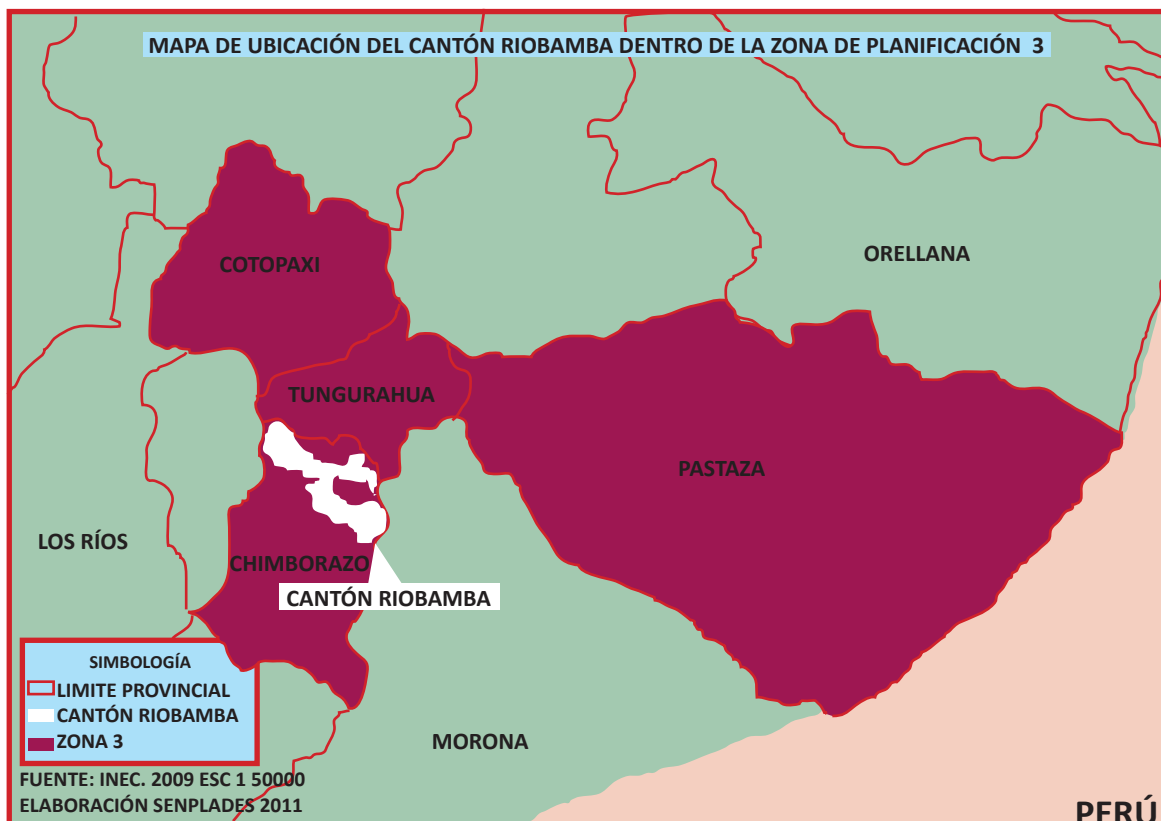 MAPA DE UBICACIÓN DEL CANTÓN RIOBAMBA DENTRO DE LA ZONA DE PLANIFICACIÓN 3
ORELLANA
COTOPAXI
TUNGURAHUA
PASTAZA
LOS RÍOS
CHIMBORAZO
CANTÓN RIOBAMBA
SIMBOLOGÍA
LIMITE PROVINCIAL
CANTÓN RIOBAMBA
ZONA 3
MORONA
FUENTE: INEC. 2009 ESC 1 50000
ELABORACIÓN SENPLADES 2011
PERÚ